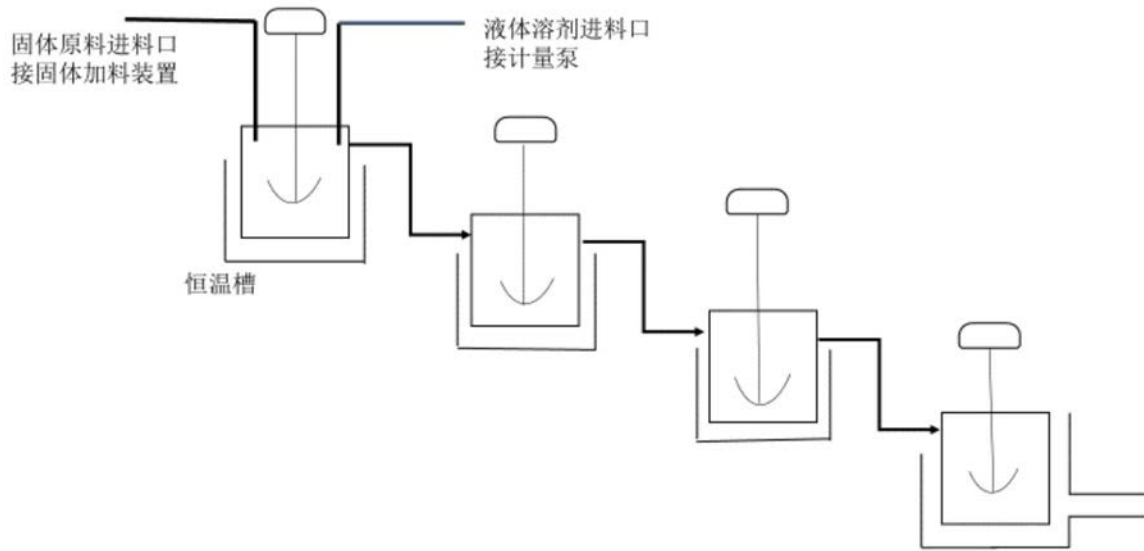 固体原料进料口
接固体加料装置
液体溶剂进料口
接计量泵
恒温槽